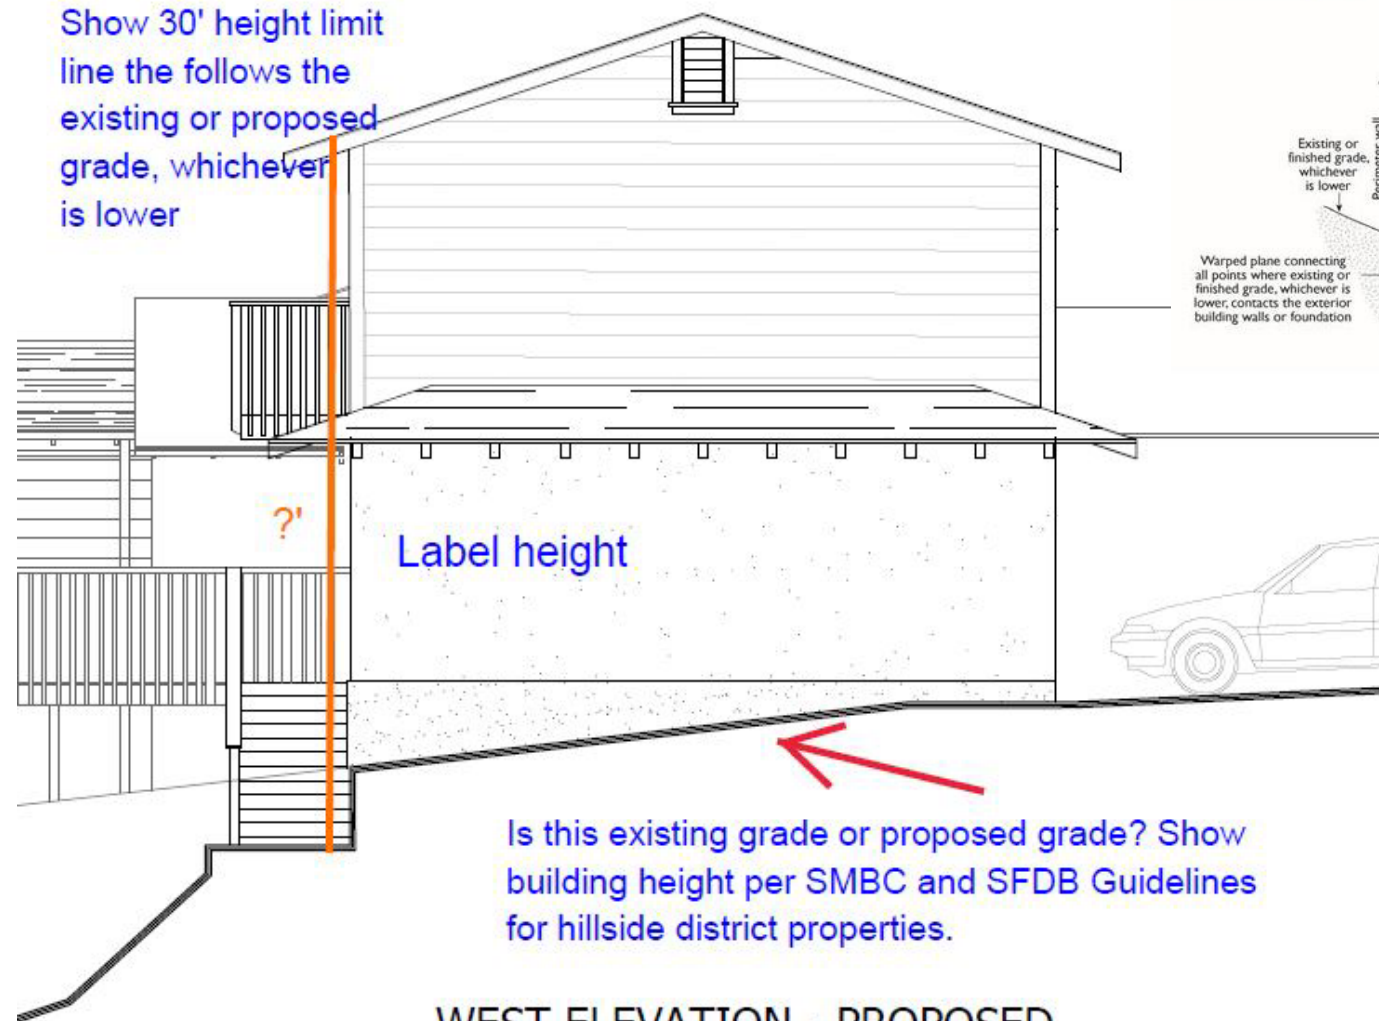 Show 30' height limit
line the follows the
existing or proposed
grade, whichever
is lower
Existing or
finished grade,
whichever
is lower
Perimeter wall
Warped plane connecting
all points where existing or
finished grade, whichever is
lower, contacts the exterior
building walls or foundation
?'
Label height
Is this existing grade or proposed grade? Show
building height per SMBC and SFDB Guidelines
for hillside district properties.
WEST ELEVATION - PROPOSED